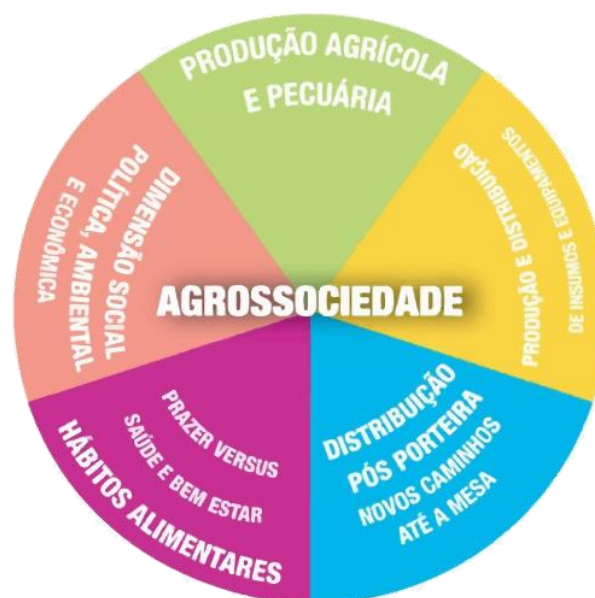 PRODUÇÃO AGRÍCOLA
E PECUÁRIA
PRODUÇÃO E DISTRIBUIÇÃO
DE INSUMOS E EQUIPAMENTOS
DISTRIBUIÇÃO
PÓS PORTEIRA
NOVOS CAMINHOS
ATÉ A MESA
PRAZER VERSUS
SAÚDE E BEM ESTAR
HÁBITOS ALIMENTARES
DIMENSÃO SOCIAL
POLÍTICA, AMBIENTAL
E ECONÔMICA
AGROSSOCIEDADE